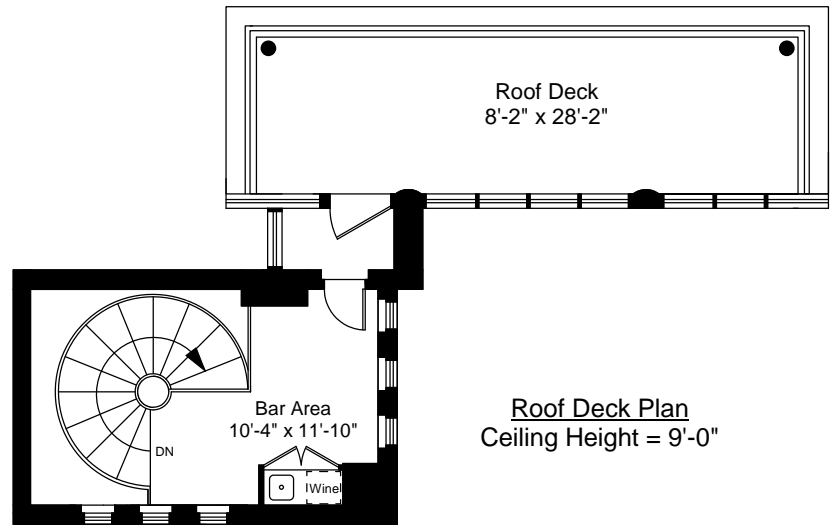 Roof Deck
8'-2" x 28'-2"
Bar Area
10'-4" x 11'-10"
DN
Wine
Roof Deck Plan
Ceiling Height = 9'-0"